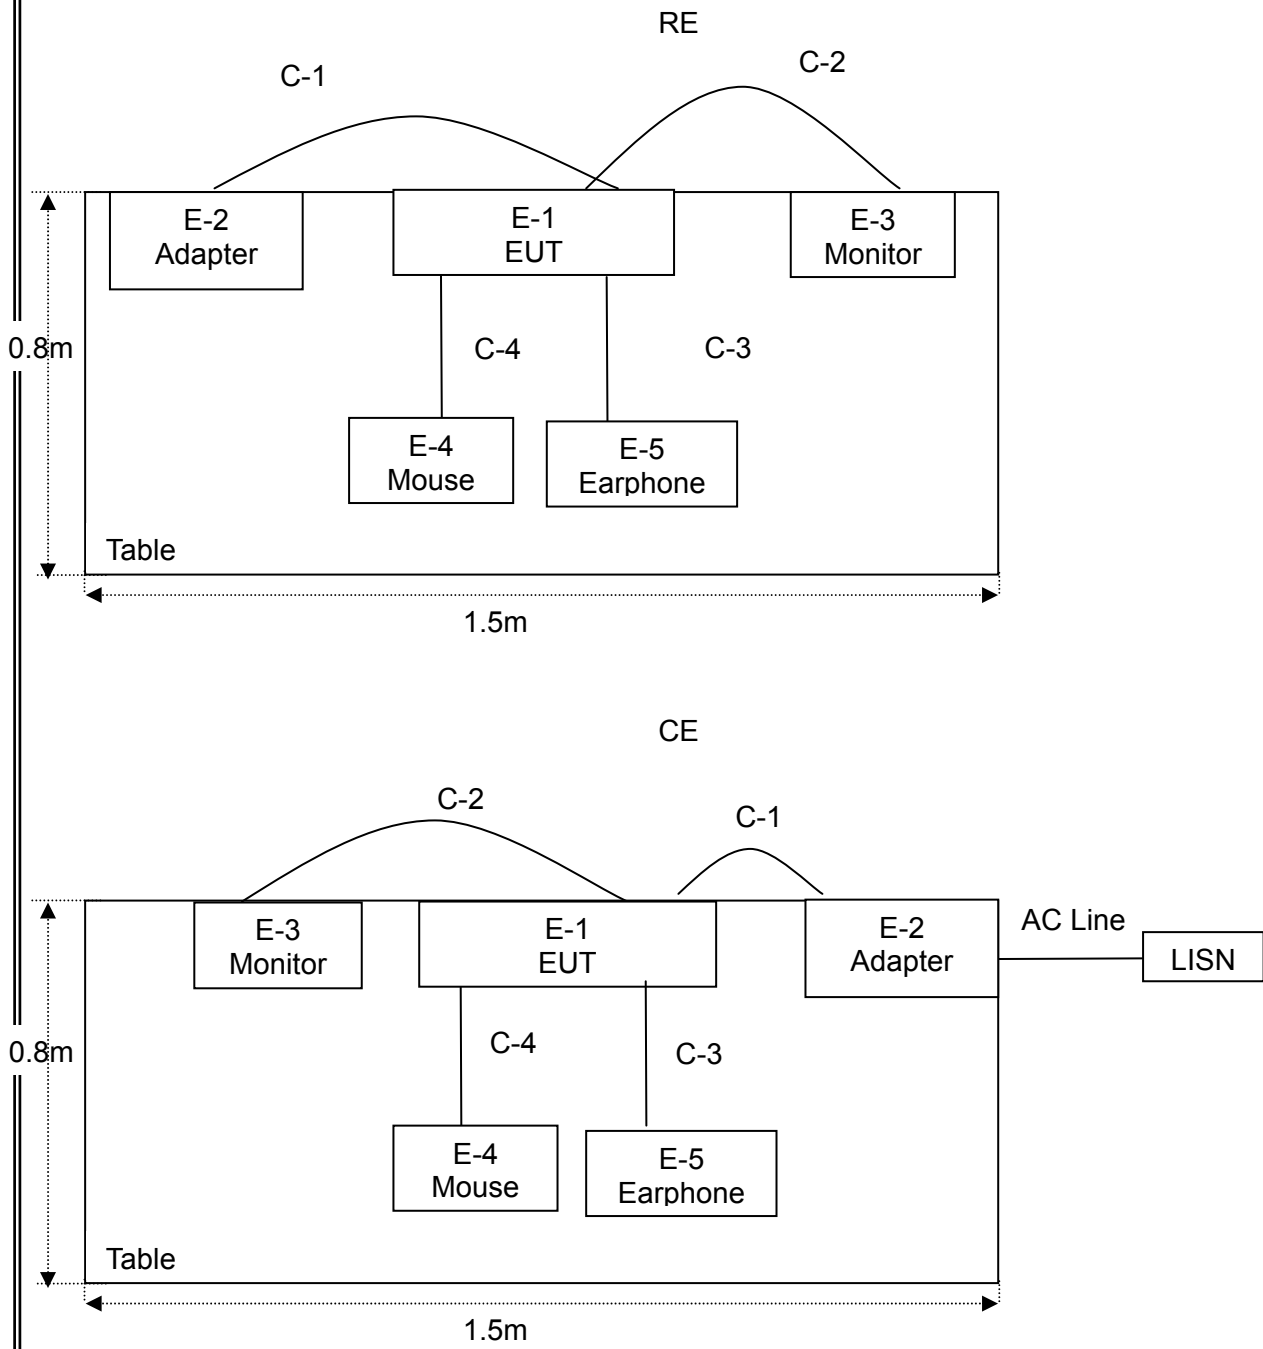 RE
C-1
C-2
E-2
Adapter
E-1
EUT
E-3
Monitor
0.8m
C-4
C-3
E-4
Mouse
E-5
Earphone
Table
1.5m
CE
C-2
C-1
E-3
Monitor
E-1
EUT
E-2
Adapter
AC Line
LISN
0.8m
C-4
C-3
E-4
Mouse
E-5
Earphone
Table
1.5m